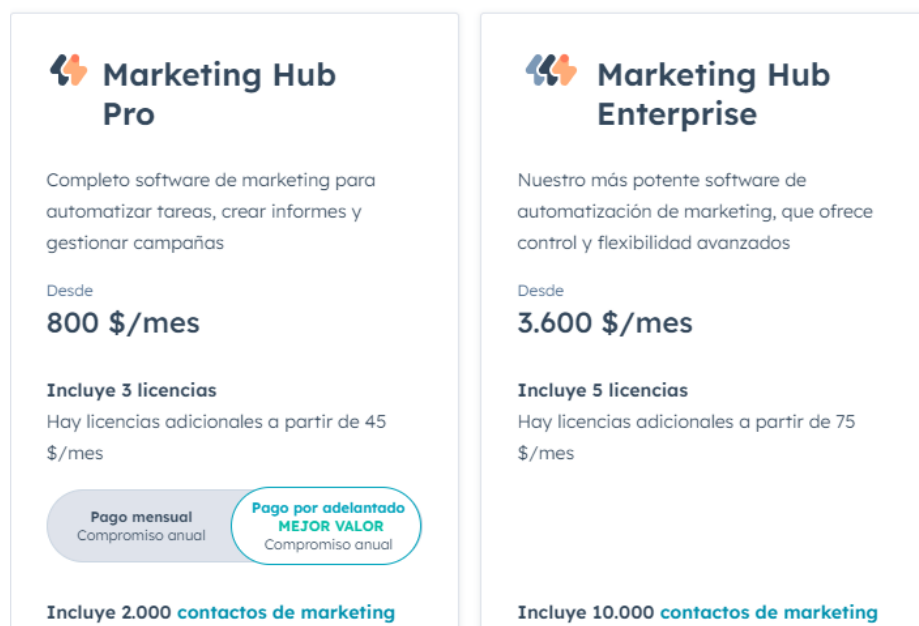 Marketing Hub
Pro
Completo software de marketing para
automatizar tareas, crear informes y
gestionar campañas
Desde
800 $/mes
Incluye 3 licencias
Hay licencias adicionales a partir de 45
$/mes
Pago mensual
Compromiso anual
Pago por adelantado
MEJOR VALOR
Compromiso anual
Incluye 2.000 contactos de marketing
Marketing Hub
Enterprise
Nuestro más potente software de
automatización de marketing, que ofrece
control y flexibilidad avanzados
Desde
3.600 $/mes
Incluye 5 licencias
Hay licencias adicionales a partir de 75
$/mes
Incluye 10.000 contactos de marketing